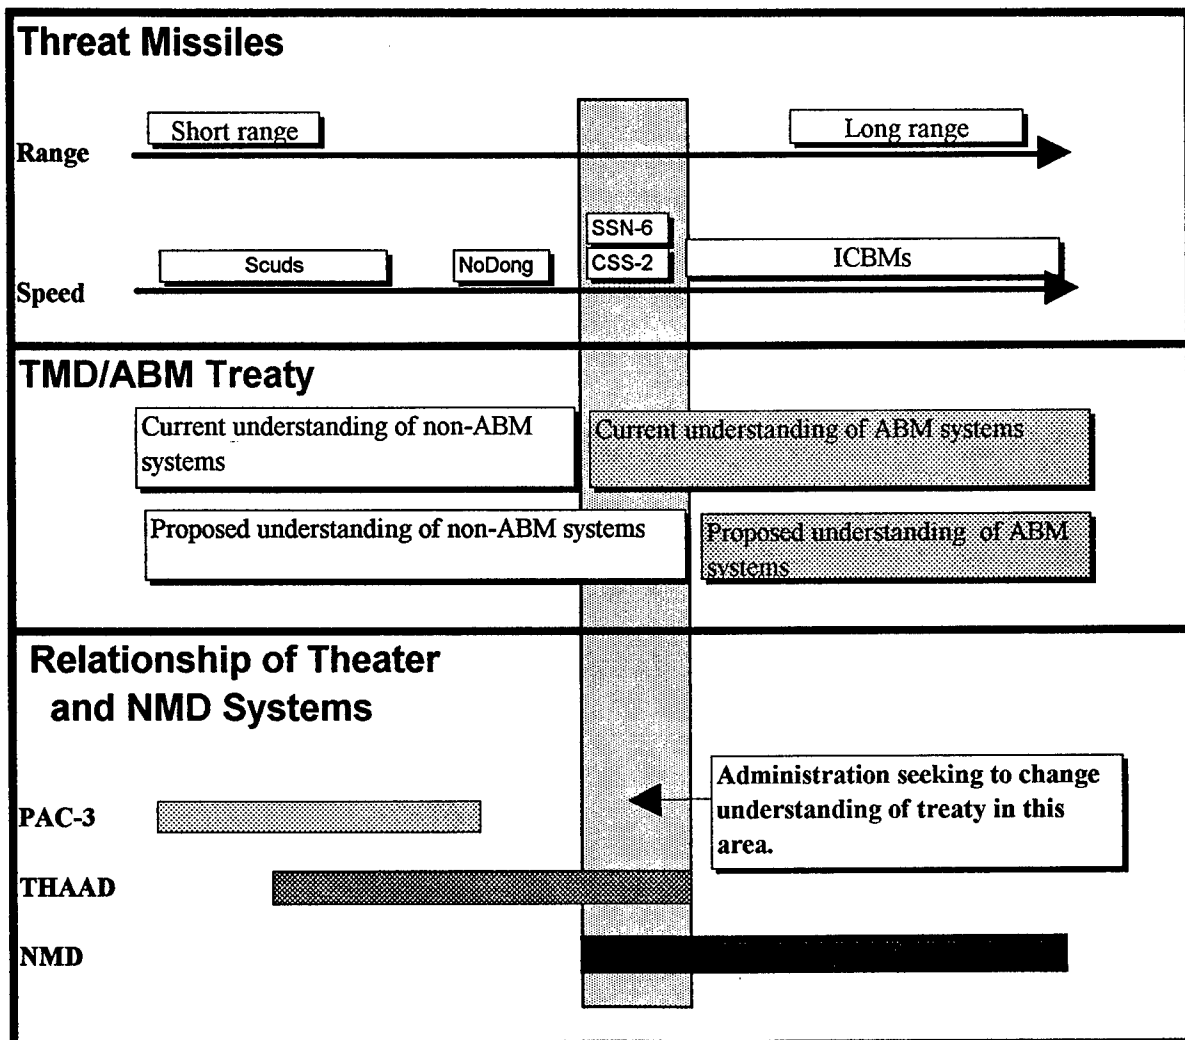 Threat Missiles
Short range
Long range
Range
SSN-6
Scuds
NoDong
CSS-2
ICBMs
Speed
TMD/ABM Treaty
Current understanding of non-ABM
systems
Current understanding of ABM systems
Proposed understanding of non-ABM systems
Proposed understanding of ABM
systems
Relationship of Theater
and NMD Systems
Administration seeking to change
understanding of treaty in this
area.
PAC-3
THAAD
NMD